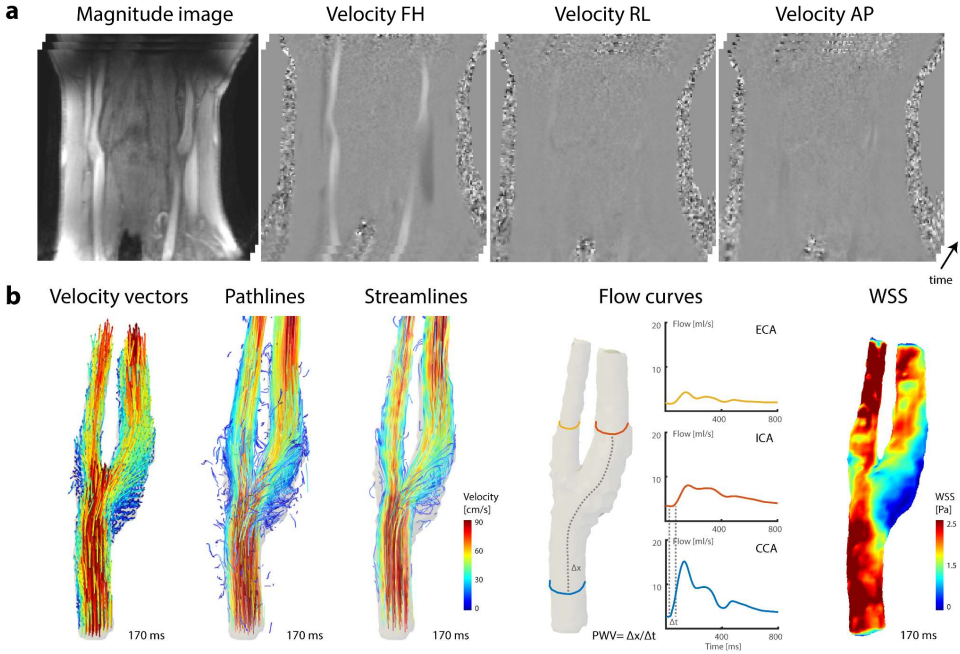 a
Magnitude image
Velocity FH
Velocity RL
Velocity AP
time
b
Velocity vectors
Pathlines
Streamlines
Flow curves
WSS
Velocity
[cm/s]
90
60
30
0
170 ms
170 ms
170 ms
Δx
PWV= Δx/Δt
20
Flow [ml/s]
ECA
10
400
800
20
Flow [ml/s]
ICA
10
400
800
20
Flow [ml/s]
CCA
10
Δt
400
800
Time [ms]
WSS
[Pa]
2.5
1.5
0
170 ms